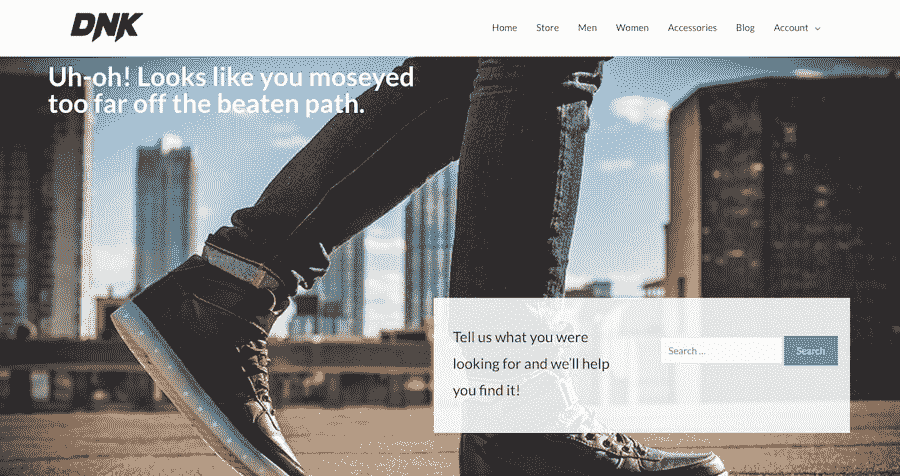 DNK
Home Store Men Women Accessories Blog Account
Uh-oh! Looks like you moseyed
too far off the beaten path.
Tell us what you were
looking for and we'll help
you find it!
Search ... Search